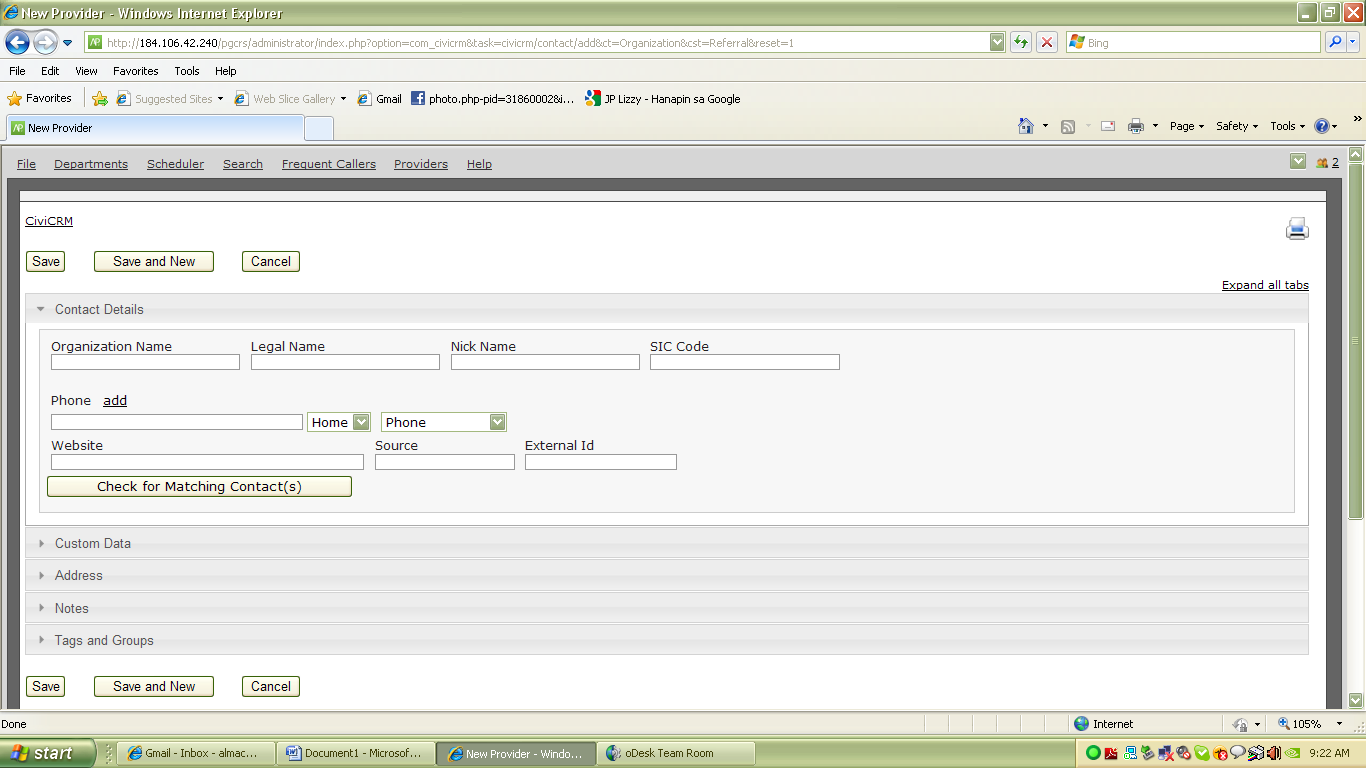 New Provider - Windows Internet Explorer
http://184.106.42.240/pgcrs/administrator/index.php?option=com_civicrm&task=civicrm/contact/add&ct=Organization&cst=Referral&reset=1
Bing
File Edit View Favorites Tools Help
Favorites Suggested Sites Web Slice Gallery Gmail photo.php-pid=31860002&i... JP Lizzy - Hanapin sa Google
New Provider Page Safety Tools
File Departments Scheduler Search Frequent Callers Providers Help 2
CiviCRM
Save Save and New Cancel
Expand all tabs
Contact Details
Organization Name Legal Name Nick Name SIC Code
Phone add
Home Phone
Website Source External Id
Check for Matching Contact(s)
Custom Data
Address
Notes
Tags and Groups
Save Save and New Cancel
Done Internet 105%
start Gmail - Inbox - almac... Document1 - Microsof... New Provider - Windo... oDesk Team Room 9:22 AM